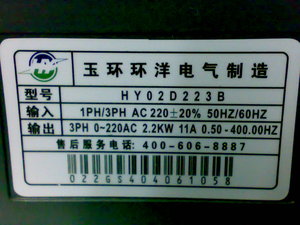 玉环环洋电气制造
型号 HY02D223B
输入 1PH/3PH AC 220±20% 50HZ/60HZ
输出 3PH 0~220AC 2.2KW 11A 0.50-400.00HZ
售后服务电话: 400-606-8887
022GS404061058